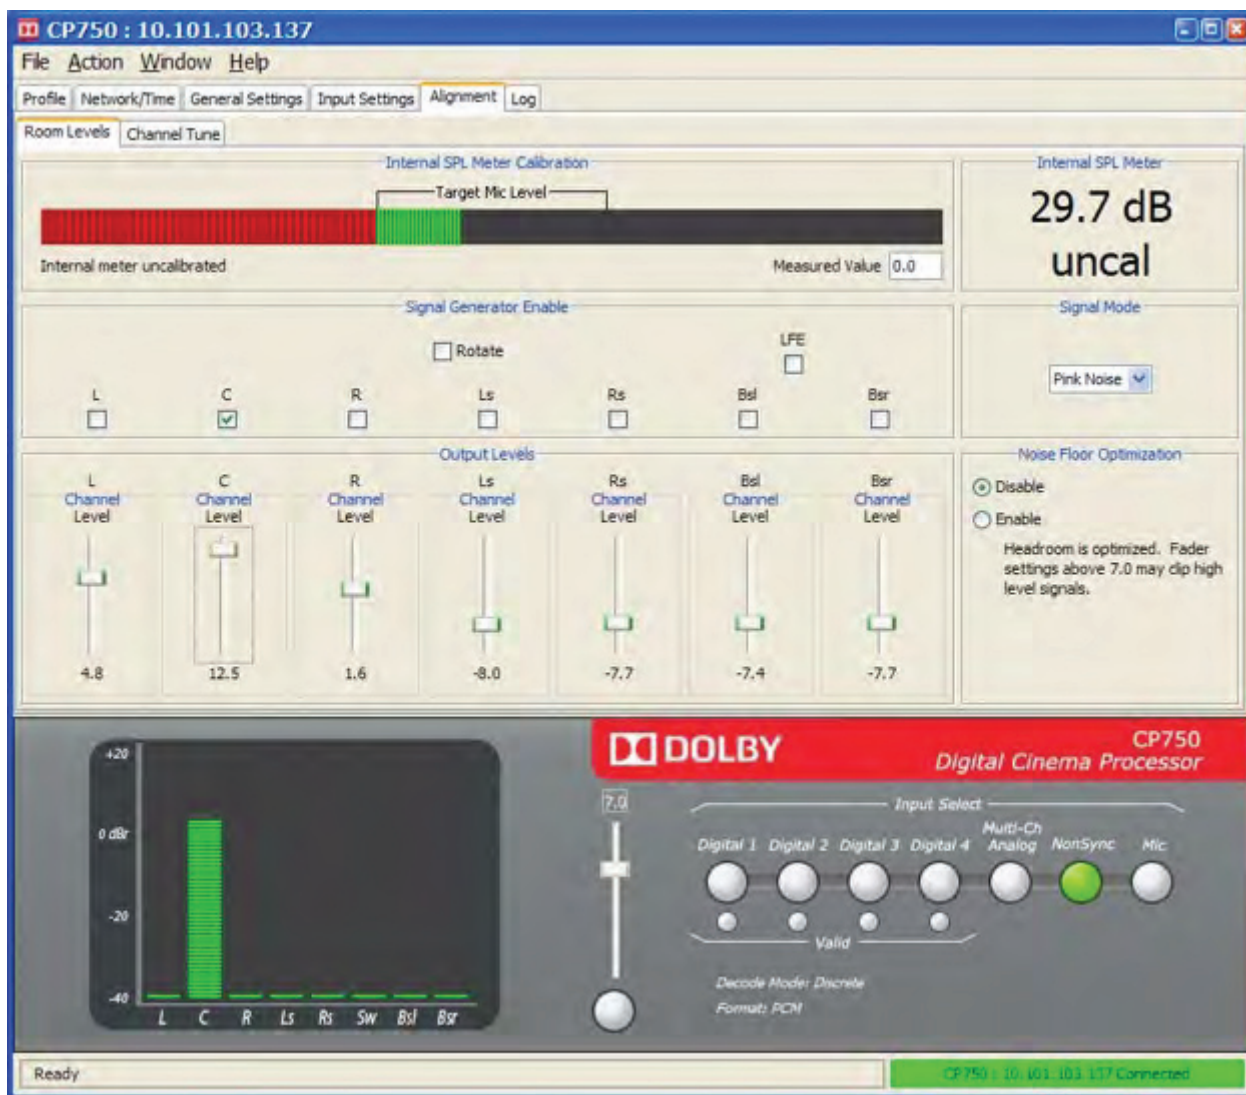 CP750 : 10.101.103.137
File Action Window Help
Profile Network/Time General Settings Input Settings Alignment Log
Room Levels Channel Tune
Internal SPL Meter Calibration
Target Mic Level
Internal meter uncalibrated
Measured Value 0.0
Internal SPL Meter
29.7 dB
uncal
Signal Generator Enable
Rotate
LFE
L C R Ls Rs Bsl Bsr
Signal Mode
Pink Noise
Output Levels
L C R Ls Rs Bsl Bsr
Channel Channel Channel Channel Channel Channel Channel
Level Level Level Level Level Level Level
4.8 12.5 1.6 -8.0 -7.7 -7.4 -7.7
Noise Floor Optimization
Disable
Enable
Headroom is optimized. Fader
settings above 7.0 may clip high
level signals.
+20
0 dBr
-20
-40
L C R Ls Rs Sw Bsl Bsr
DOLBY
CP750
Digital Cinema Processor
7.0
Input Select
Digital 1 Digital 2 Digital 3 Digital 4 Multi-Ch Analog NonSync Mic
Valid
Decode Mode: Discrete
Format: PCM
Ready
CP750 : 10.101.103.137 Connected